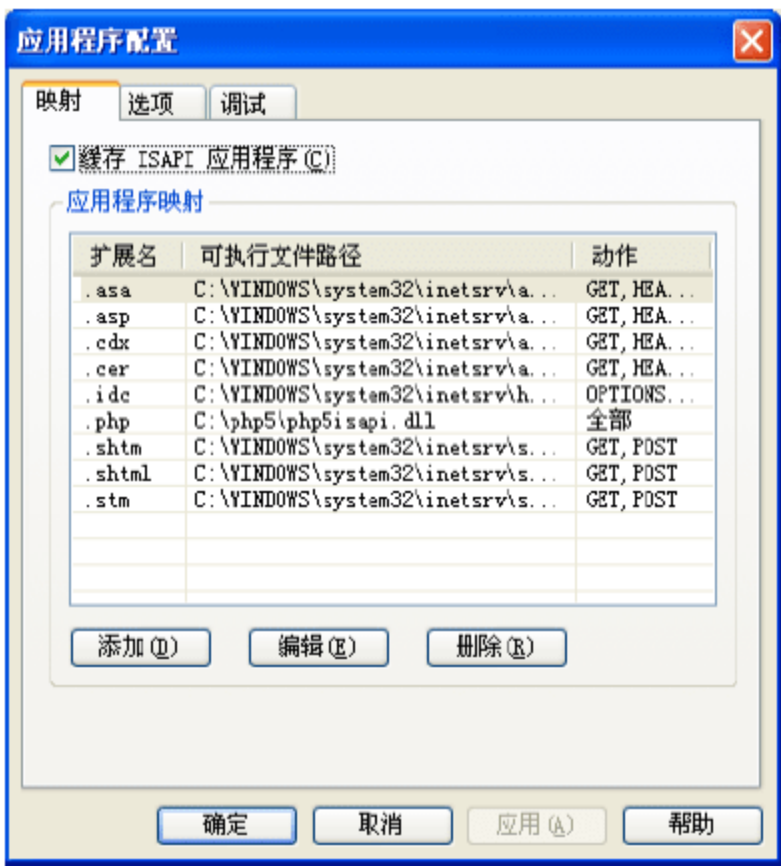 应用程序配置
映射 选项 调试
缓存 ISAPI 应用程序(C)
应用程序映射
扩展名 可执行文件路径 动作
.asa C:\WINDOWS\system32\inetsrv\a... GET,HEA...
.asp C:\WINDOWS\system32\inetsrv\a... GET,HEA...
.cdx C:\WINDOWS\system32\inetsrv\a... GET,HEA...
.cer C:\WINDOWS\system32\inetsrv\a... GET,HEA...
.idc C:\WINDOWS\system32\inetsrv\h... OPTIONS...
.php C:\php5\php5isapi.dll 全部
.shtm C:\WINDOWS\system32\inetsrv\s... GET,POST
.shtml C:\WINDOWS\system32\inetsrv\s... GET,POST
.stm C:\WINDOWS\system32\inetsrv\s... GET,POST
添加(D) 编辑(E) 删除(R)
确定 取消 应用(A) 帮助